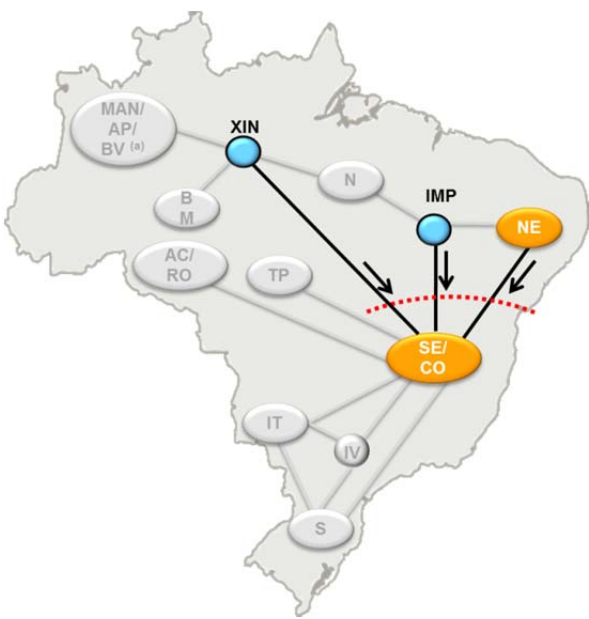 MAN/
AP/
BV (a)
XIN
N
IMP
B
M
NE
AC/
RO
TP
SE/
CO
IT
IV
S